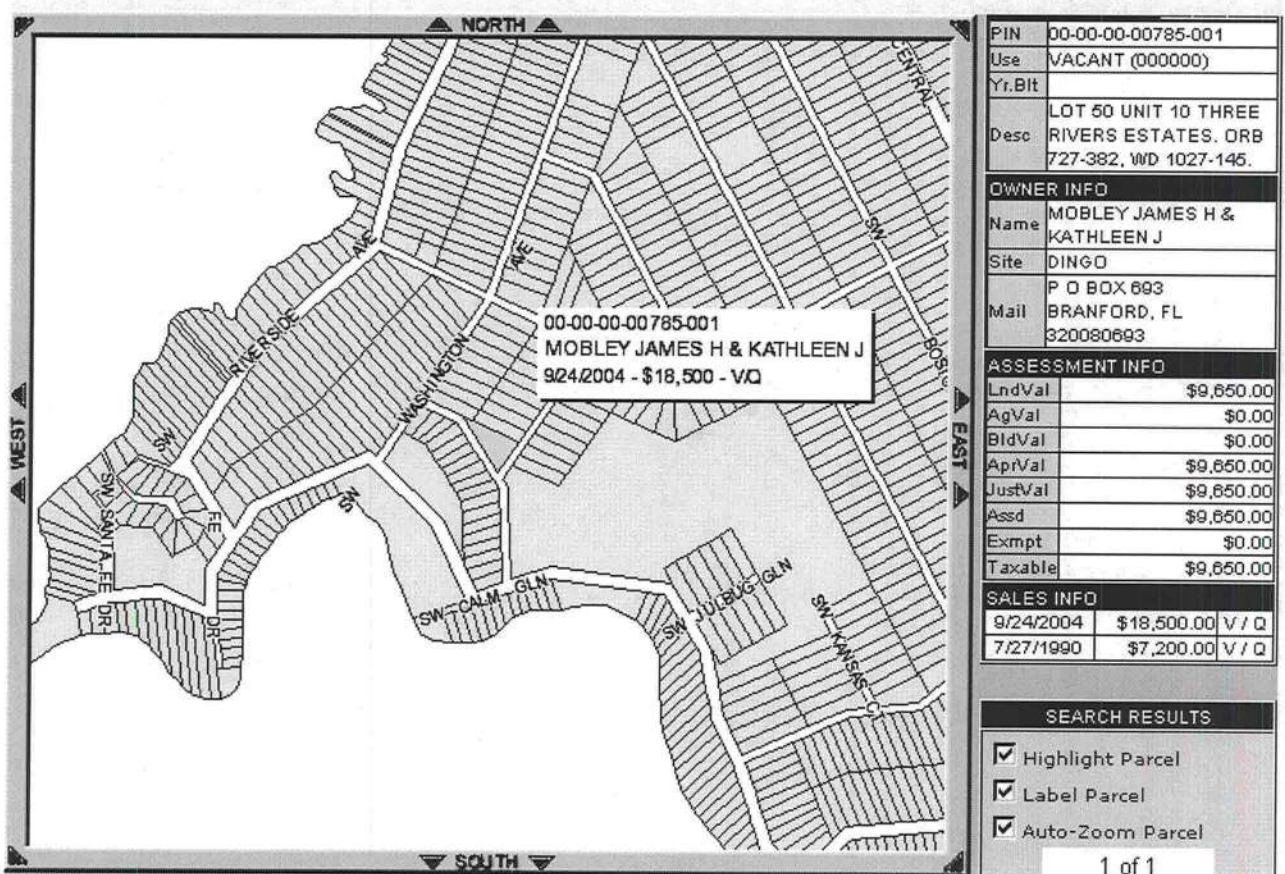 NORTH
CENTRAL
SW
AVE
AVE
RIVERSIDE
WASHINGTON
00-00-00-00785-001
MOBLEY JAMES H & KATHLEEN J
9/24/2004 - $18,500 - V/Q
WEST
EAST
SW
SW SANTA FE DR
FE
SW
DR
SW CALM GLN
SW JULBUG GLN
SW KANSAS
SOUTH
PIN 00-00-00-00785-001
Use VACANT (000000)
Yr.Blt
Desc LOT 50 UNIT 10 THREE
RIVERS ESTATES. ORB
727-382, WD 1027-145.
OWNER INFO
Name MOBLEY JAMES H &
KATHLEEN J
Site DINGO
Mail P O BOX 693
BRANFORD, FL
320080693
ASSESSMENT INFO
LndVal $9,650.00
AgVal $0.00
BldVal $0.00
AprVal $9,650.00
JustVal $9,650.00
Assd $9,650.00
Exmpt $0.00
Taxable $9,650.00
SALES INFO
9/24/2004 $18,500.00 V / Q
7/27/1990 $7,200.00 V / Q
SEARCH RESULTS
Highlight Parcel
Label Parcel
Auto-Zoom Parcel
1 of 1